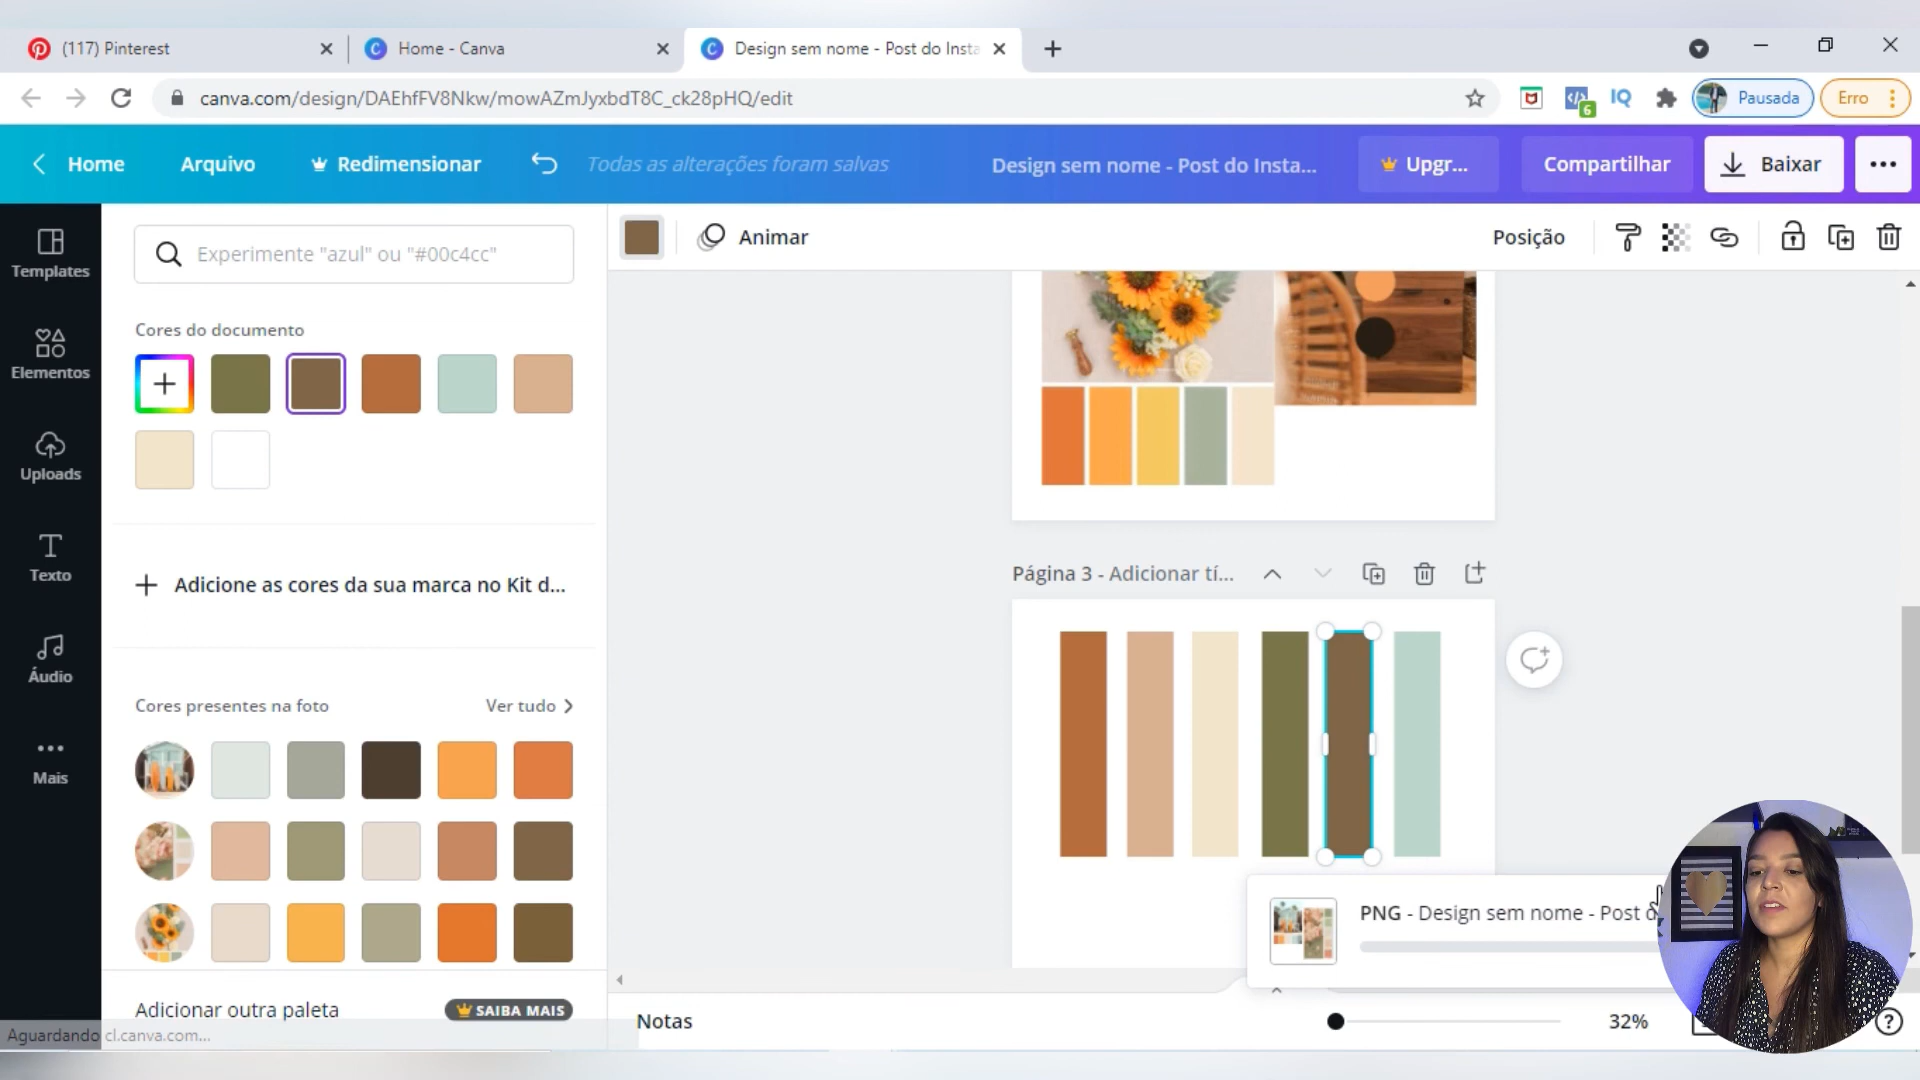 (117) Pinterest
Home - Canva
Design sem nome - Post do Insta
canva.com/design/DAEhfFV8Nkw/mowAZmJyxbdT8C_ck28pHQ/edit
6
IQ
Pausada
Erro
Home
Arquivo
Redimensionar
Todas as alterações foram salvas
Design sem nome - Post do Insta...
Upgr...
Compartilhar
Baixar
Templates
Elementos
Uploads
Texto
Áudio
Mais
Experimente "azul" ou "#00c4cc"
Animar
Posição
Cores do documento
Adicione as cores da sua marca no Kit d...
Cores presentes na foto
Ver tudo
Página 3 - Adicionar tí...
PNG - Design sem nome - Post d
Adicionar outra paleta
SAIBA MAIS
Aguardando cl.canva.com...
Notas
32%
?